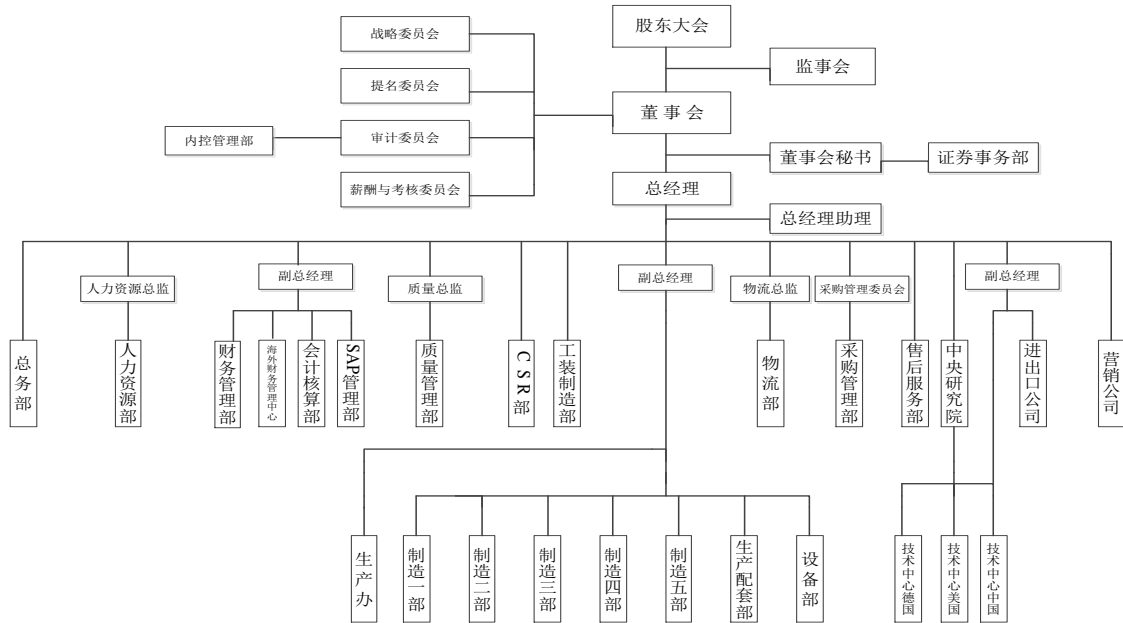 股东大会
战略委员会
监事会
提名委员会
董事会
审计委员会
内控管理部
董事会秘书
证券事务部
薪酬与考核委员会
总经理
总经理助理
人力资源总监
副总经理
质量总监
副总经理
物流总监
采购管理委员会
副总经理
总务部
人力资源部
财务管理部
海外财务管理中心
会计核算部
SAP管理部
质量管理部
CSR部
工装制造部
物流部
采购管理部
售后服务部
中央研究院
进出口公司
营销公司
生产办
制造一部
制造二部
制造三部
制造四部
制造五部
生产配套部
设备部
技术中心德国
技术中心美国
技术中心中国